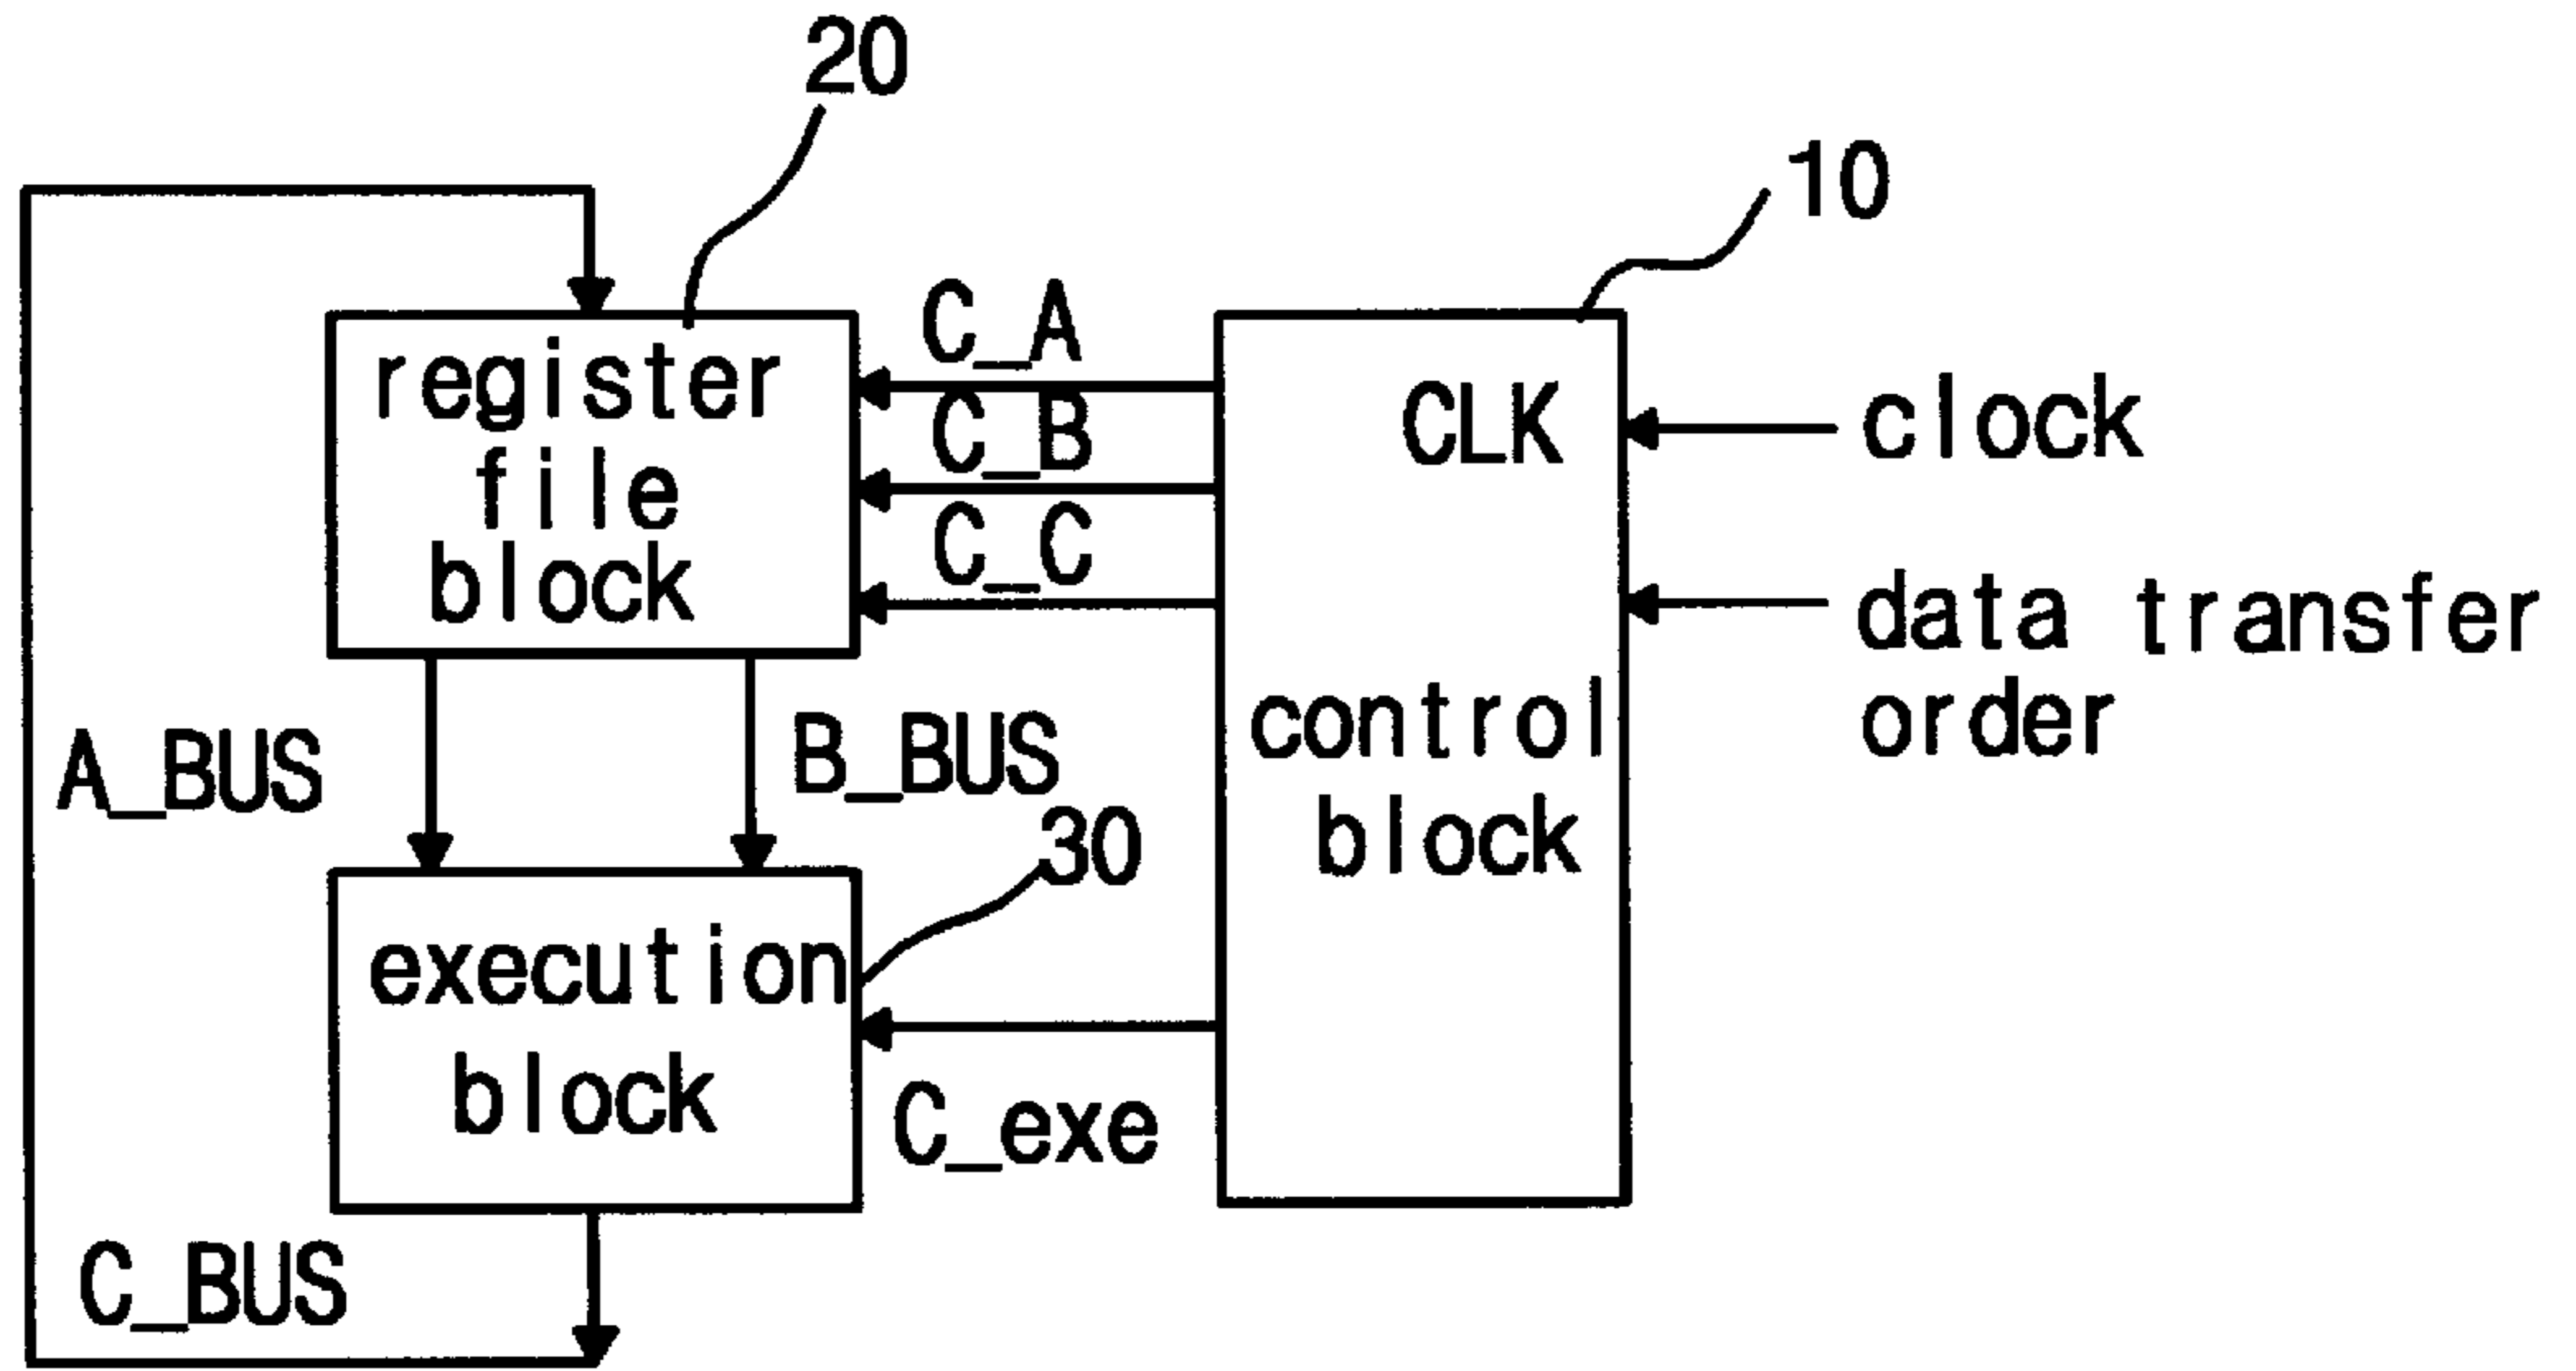 20
10
C_A
register
file
block
C_B
C_C
CLK
clock
data transfer
order
control
block
A_BUS
B_BUS
30
execution
block
C_exe
C_BUS